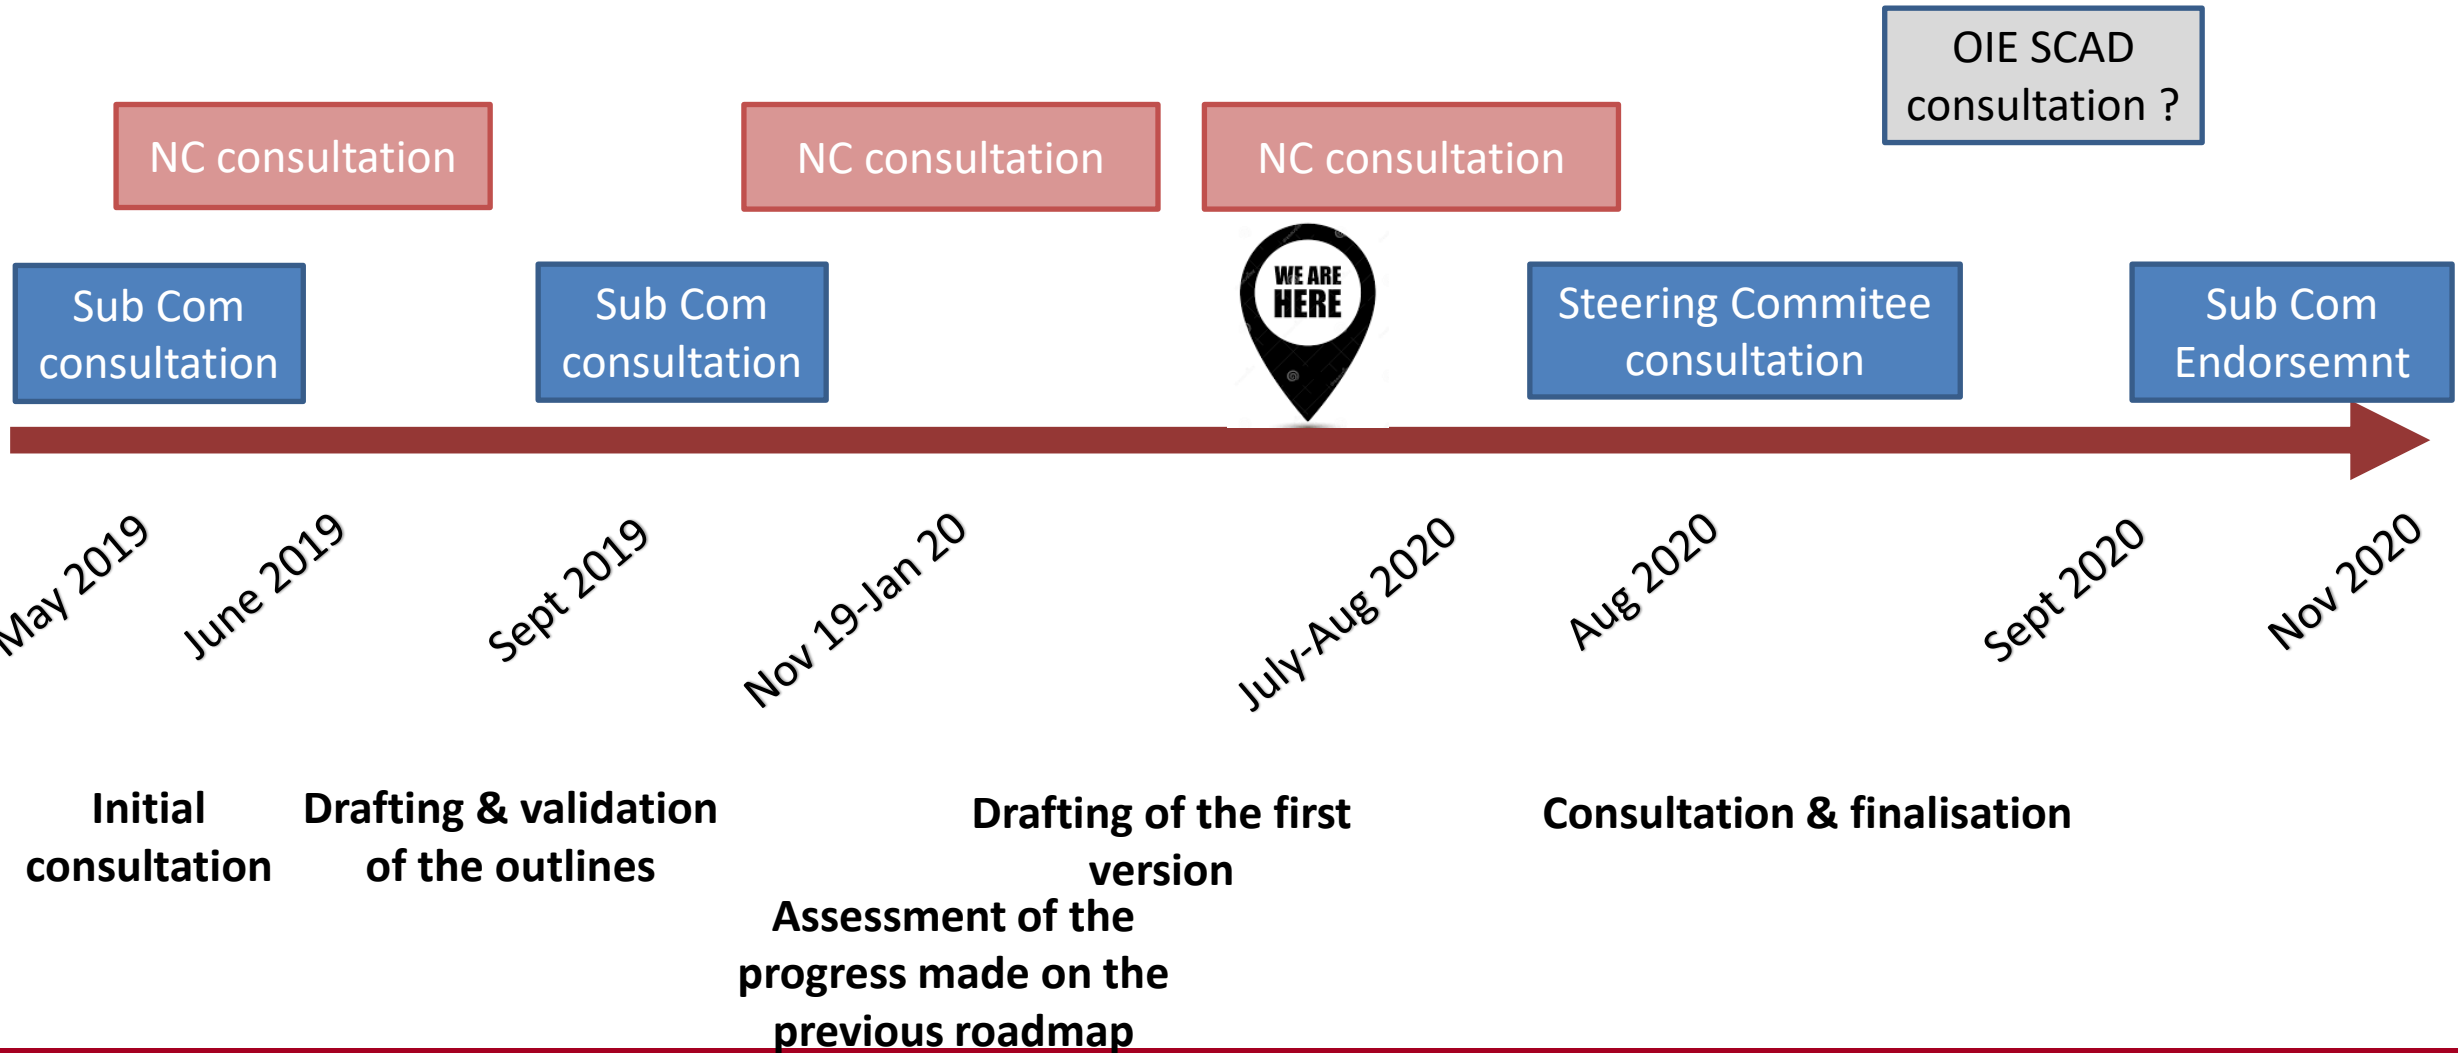 OIE SCAD
consultation ?
NC consultation
NC consultation
NC consultation
Sub Com
consultation
Sub Com
consultation
WE ARE
HERE
Steering Commitee
consultation
Sub Com
Endorsemnt
May 2019
June 2019
Sept 2019
Nov 19-Jan 20
July-Aug 2020
Aug 2020
Sept 2020
Nov 2020
Initial
consultation
Drafting & validation
of the outlines
Drafting of the first
version
Assessment of the
progress made on the
previous roadmap
Consultation & finalisation